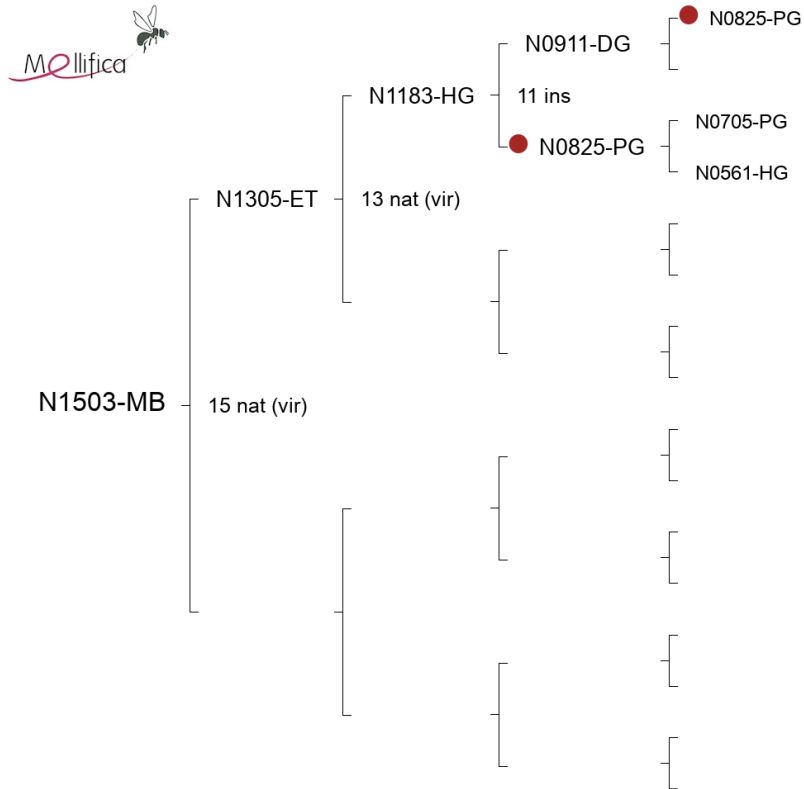 Mellifica
N0825-PG
N0911-DG
N1183-HG
11 ins
N0705-PG
N0825-PG
N0561-HG
N1305-ET
13 nat (vir)
N1503-MB
15 nat (vir)